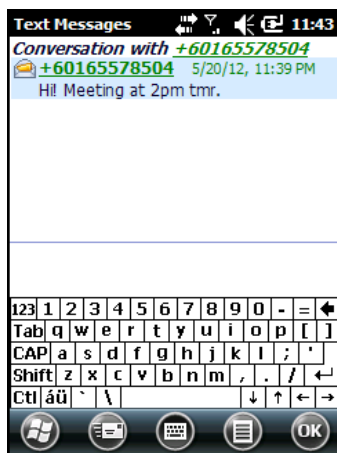 Text Messages 11:43
Conversation with +60165578504
+60165578504 5/20/12, 11:39 PM
Hi! Meeting at 2pm tmr.
123 1 2 3 4 5 6 7 8 9 0 - =
Tab q w e r t y u i o p [ ]
CAP a s d f g h j k l ; '
Shift z x c v b n m , . /
Ctl áü ` \ ↓ ↑ ← →
OK